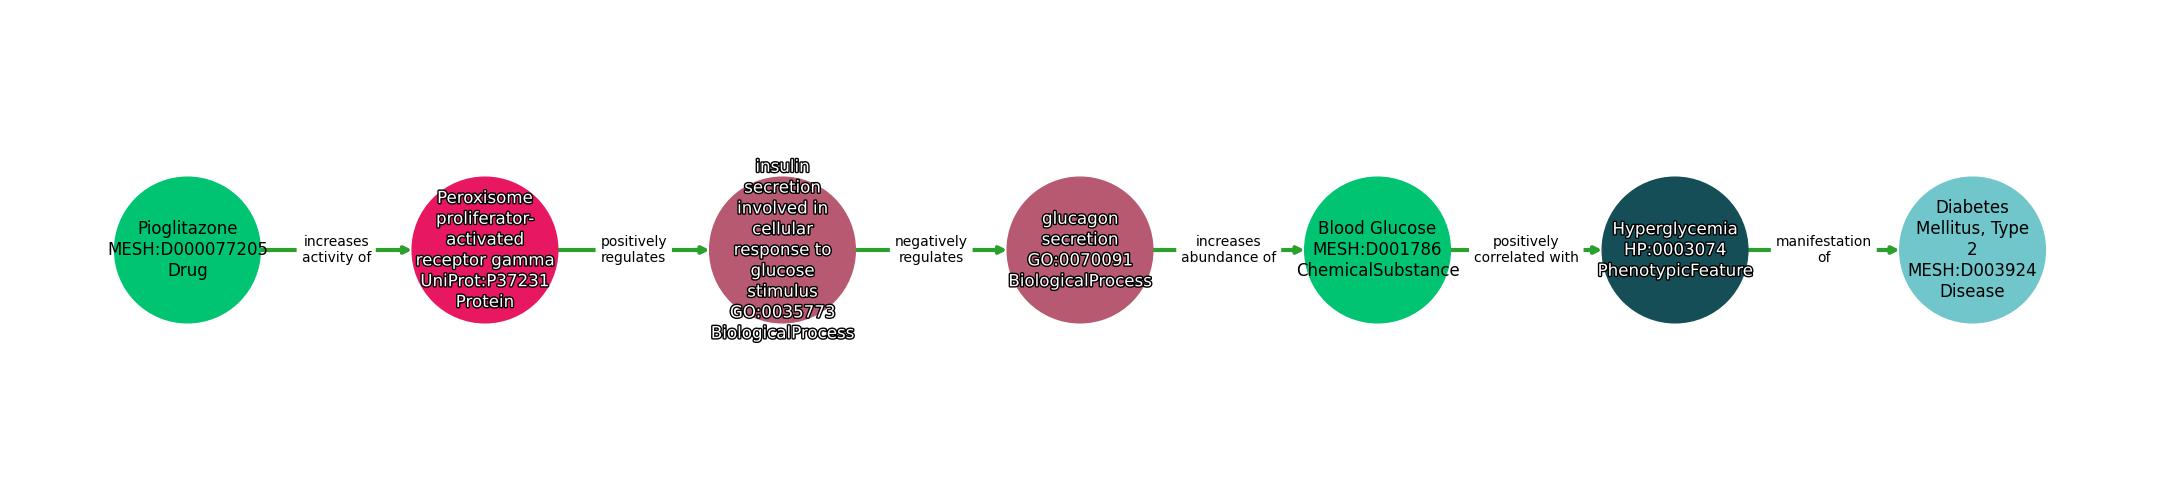 Pioglitazone
MESH:D000077205
Drug
increases
activity of
Peroxisome
proliferator-
activated
receptor gamma
UniProt:P37231
Protein
positively
regulates
insulin
secretion
involved in
cellular
response to
glucose
stimulus
GO:0035773
BiologicalProcess
negatively
regulates
glucagon
secretion
GO:0070091
BiologicalProcess
increases
abundance of
Blood Glucose
MESH:D001786
ChemicalSubstance
positively
correlated with
Hyperglycemia
HP:0003074
PhenotypicFeature
manifestation
of
Diabetes
Mellitus, Type
2
MESH:D003924
Disease